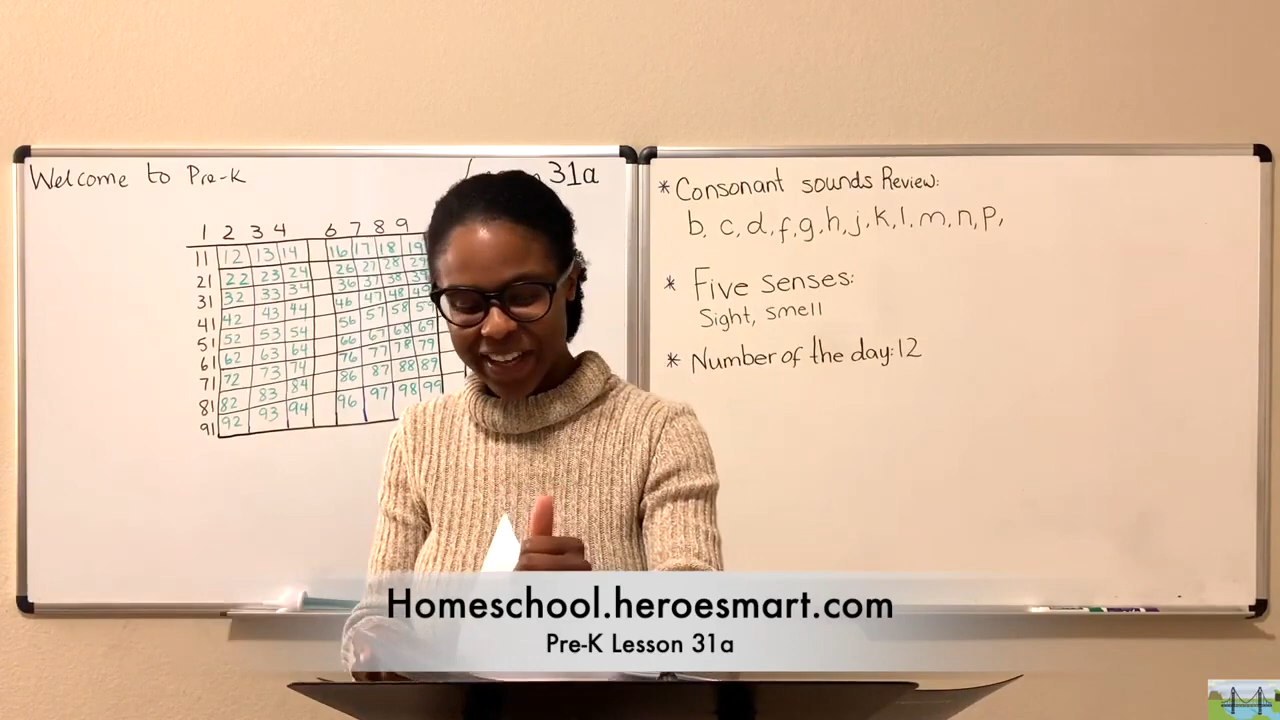 Welcome to Pre-K
31a
1 2 3 4 6 7 8 9
11 12 13 14 16 17 18 19
21 22 23 24 26 27 28 29
31 32 33 34 36 37 38 39
41 42 43 44 46 47 48 49
51 52 53 54 56 57 58 59
61 62 63 64 66 67 68 69
71 72 73 74 76 77 78 79
81 82 83 84 86 87 88 89
91 92 93 94 96 97 98 99
* Consonant sounds Review:
b, c, d, f, g, h, j, k, l, m, n, p,
* Five senses:
Sight, smell
* Number of the day: 12
Homeschool.heroesmart.com
Pre-K Lesson 31a